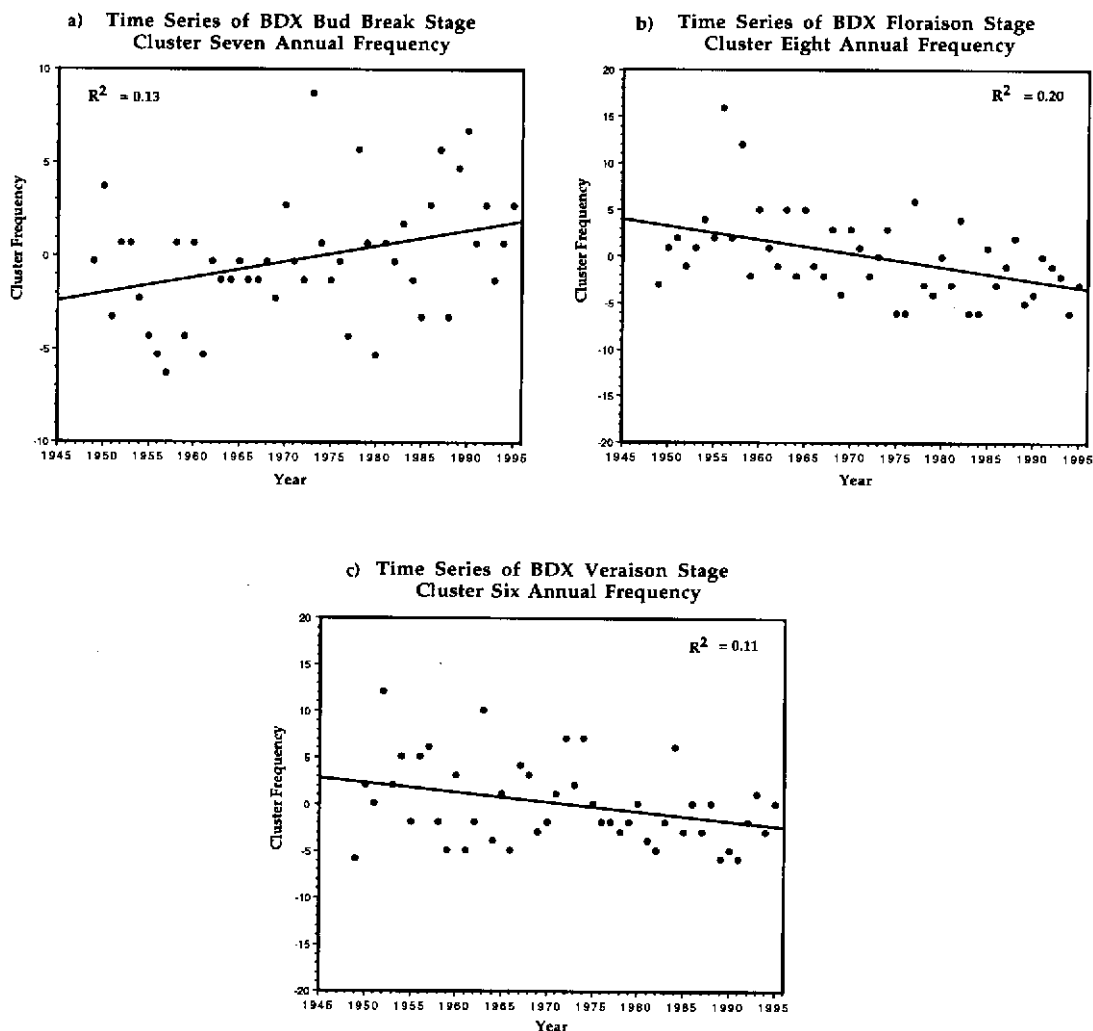 a) Time Series of BDX Bud Break Stage
Cluster Seven Annual Frequency
R² = 0.13
10
5
0
-5
-10
Cluster Frequency
1945 1950 1955 1960 1965 1970 1975 1980 1985 1990 1995
Year
b) Time Series of BDX Floraison Stage
Cluster Eight Annual Frequency
R² = 0.20
20
15
10
5
0
-5
-10
-15
-20
Cluster Frequency
1945 1950 1955 1960 1965 1970 1975 1980 1985 1990 1995
Year
c) Time Series of BDX Veraison Stage
Cluster Six Annual Frequency
R² = 0.11
20
15
10
5
0
-5
-10
-15
-20
Cluster Frequency
1945 1950 1955 1960 1965 1970 1975 1980 1985 1990 1995
Year